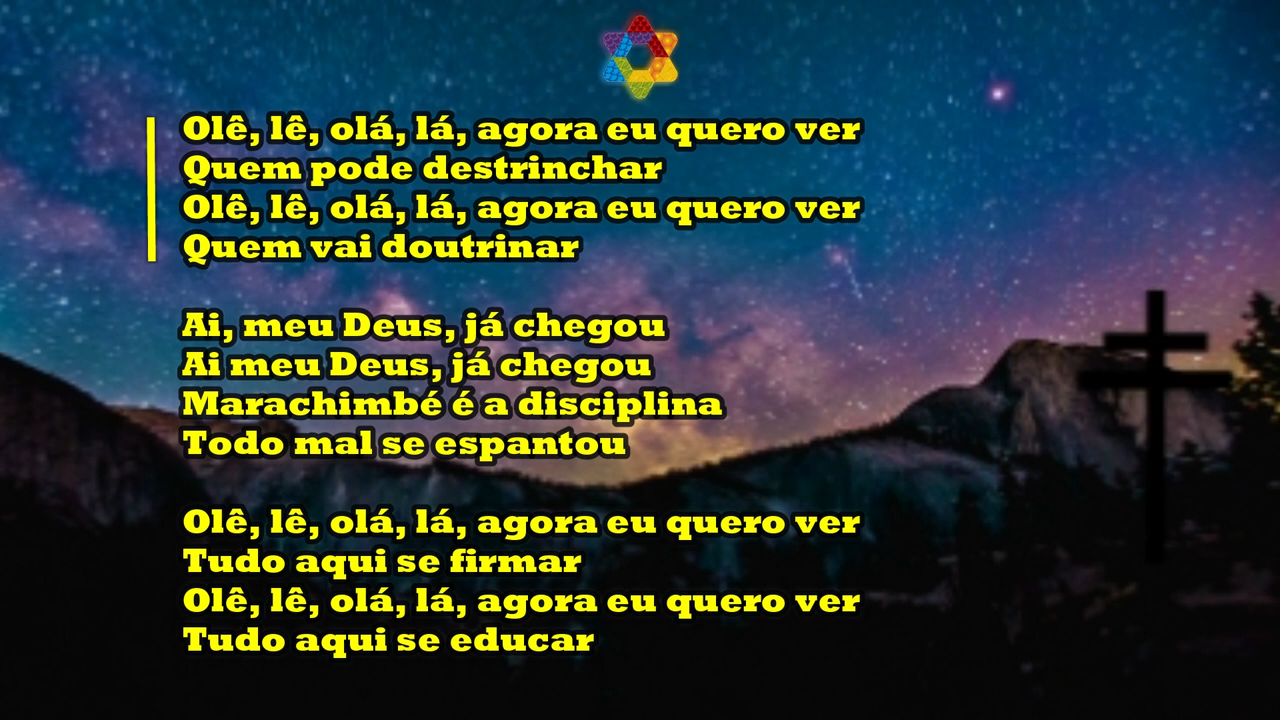 Olê, lê, olá, lá, agora eu quero ver
Quem pode destrinchar
Olê, lê, olá, lá, agora eu quero ver
Quem vai doutrinar
Ai, meu Deus, já chegou
Ai meu Deus, já chegou
Marachimbé é a disciplina
Todo mal se espantou
Olê, lê, olá, lá, agora eu quero ver
Tudo aqui se firmar
Olê, lê, olá, lá, agora eu quero ver
Tudo aqui se educar